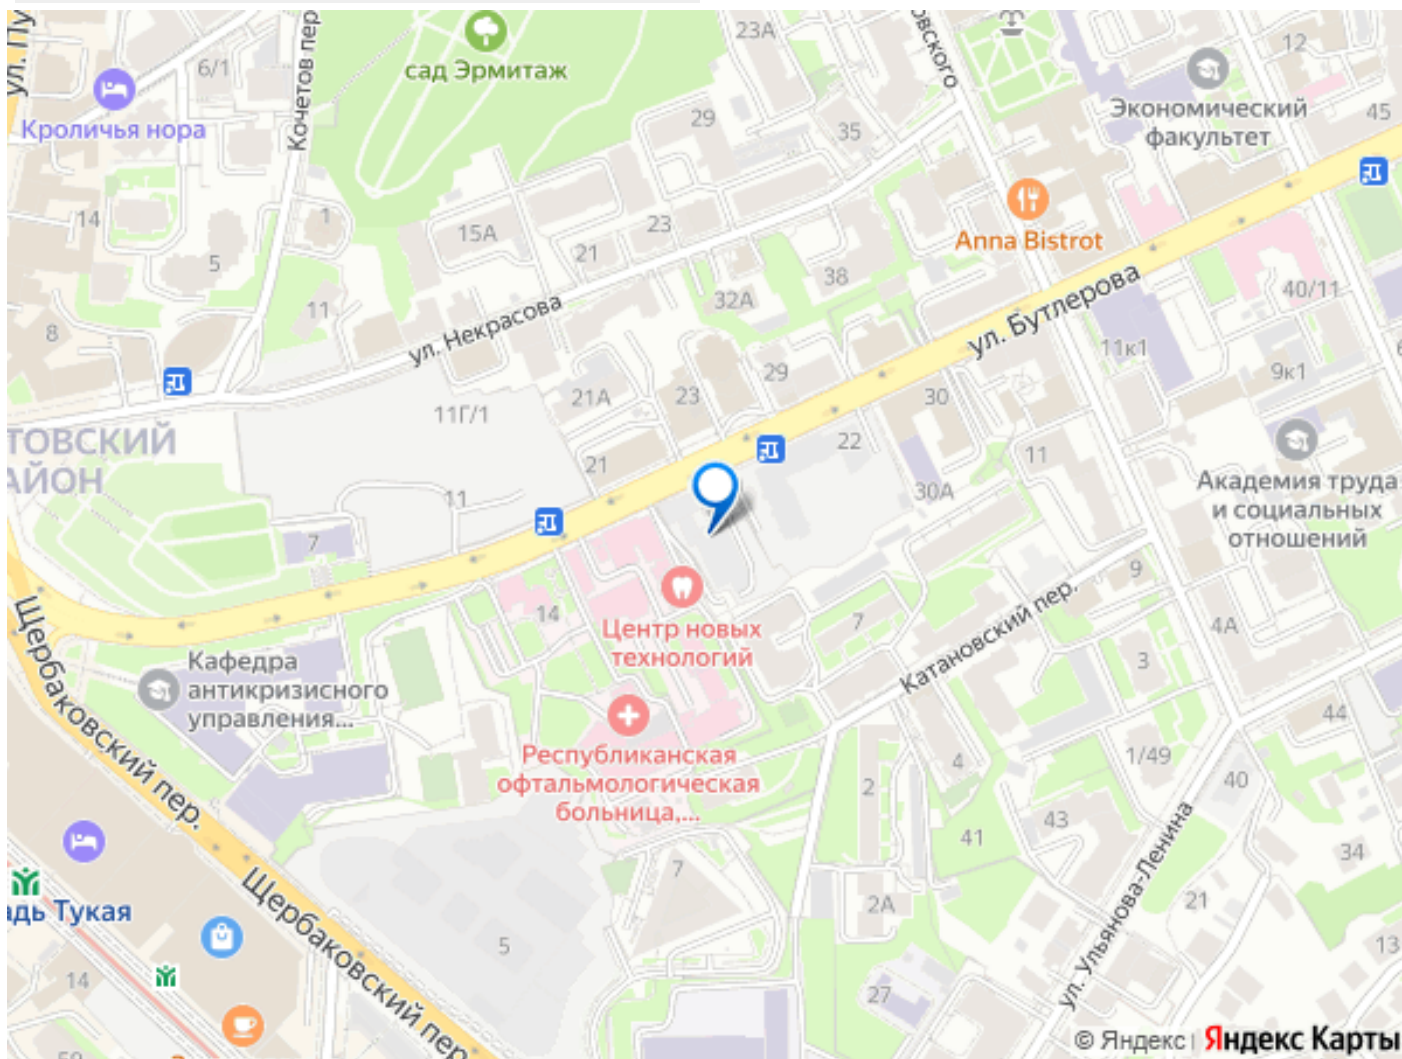 ул. Пу
6/1
Кочетов пер.
сад Эрмитаж
23А
овского
12
Кроличья нора
Экономический
факультет
45
29
35
14
1
15А
23
21
5
Anna Bistrot
38
32А
40/11
11
8
ул. Некрасова
ул. Бутлерова
11к1
9к1
21А
23
29
30
11Г/1
ТОВСКИЙ
АЙОН
22
11
21
30А
11
Академия труда
и социальных
отношений
7
9
14
Центр новых
технологий
7
Катановский пер.
4А
3
Щербаковский пер.
Кафедра
антикризисного
управления...
Республиканская
офтальмологическая
больница,...
44
1/49
4
2
40
43
41
34
7
адь Тукая
Щербаковский пер.
2А
21
5
ул. Ульянова-Ленина
13
14
27
© Яндекс | Яндекс Карты